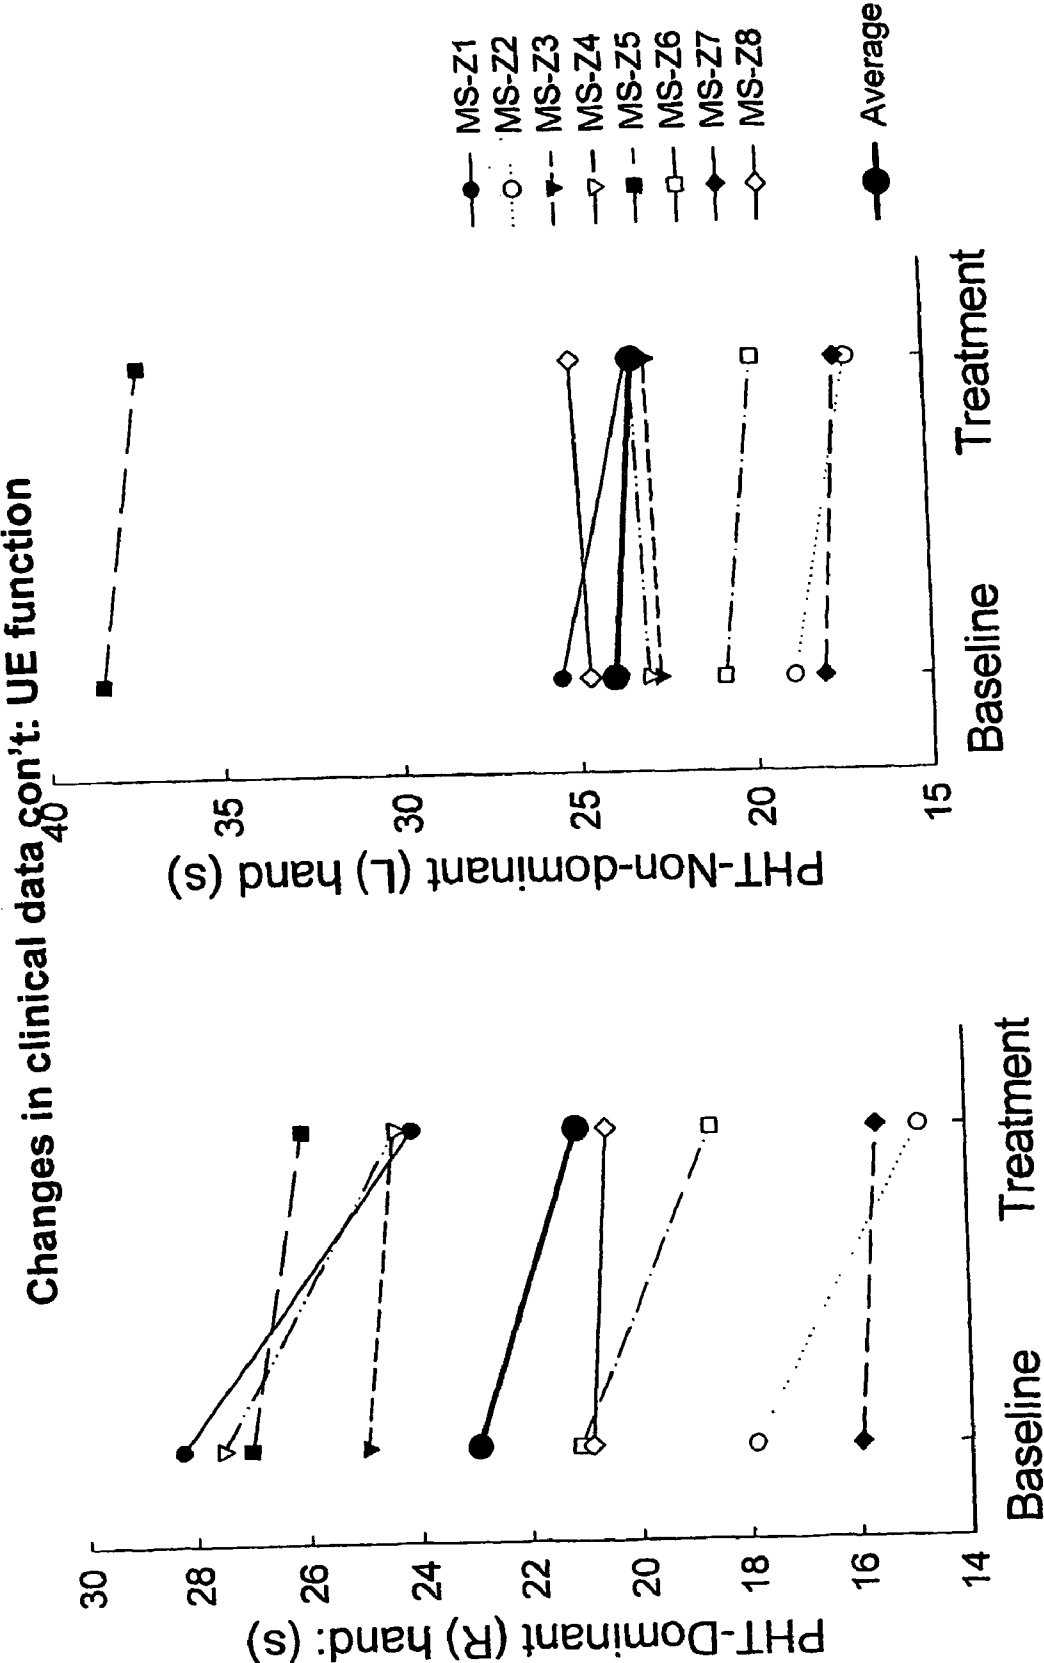 Changes in clinical data con't: UE function
PHT-Dominant (R) hand: (s)
30
28
26
24
22
20
18
16
14
Baseline
Treatment
PHT-Non-dominant (L) hand (s)
40
35
30
25
20
15
Baseline
Treatment
MS-Z1
MS-Z2
MS-Z3
MS-Z4
MS-Z5
MS-Z6
MS-Z7
MS-Z8
Average